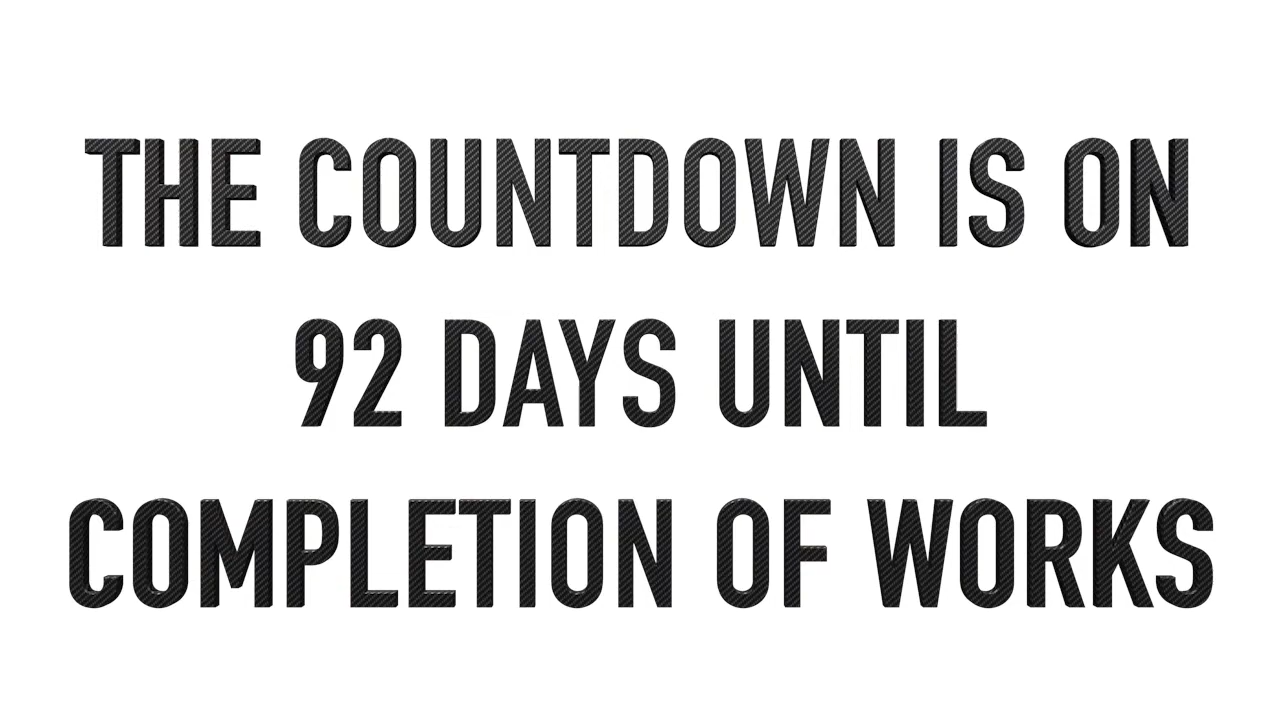 THE COUNTDOWN IS ON
92 DAYS UNTIL
COMPLETION OF WORKS